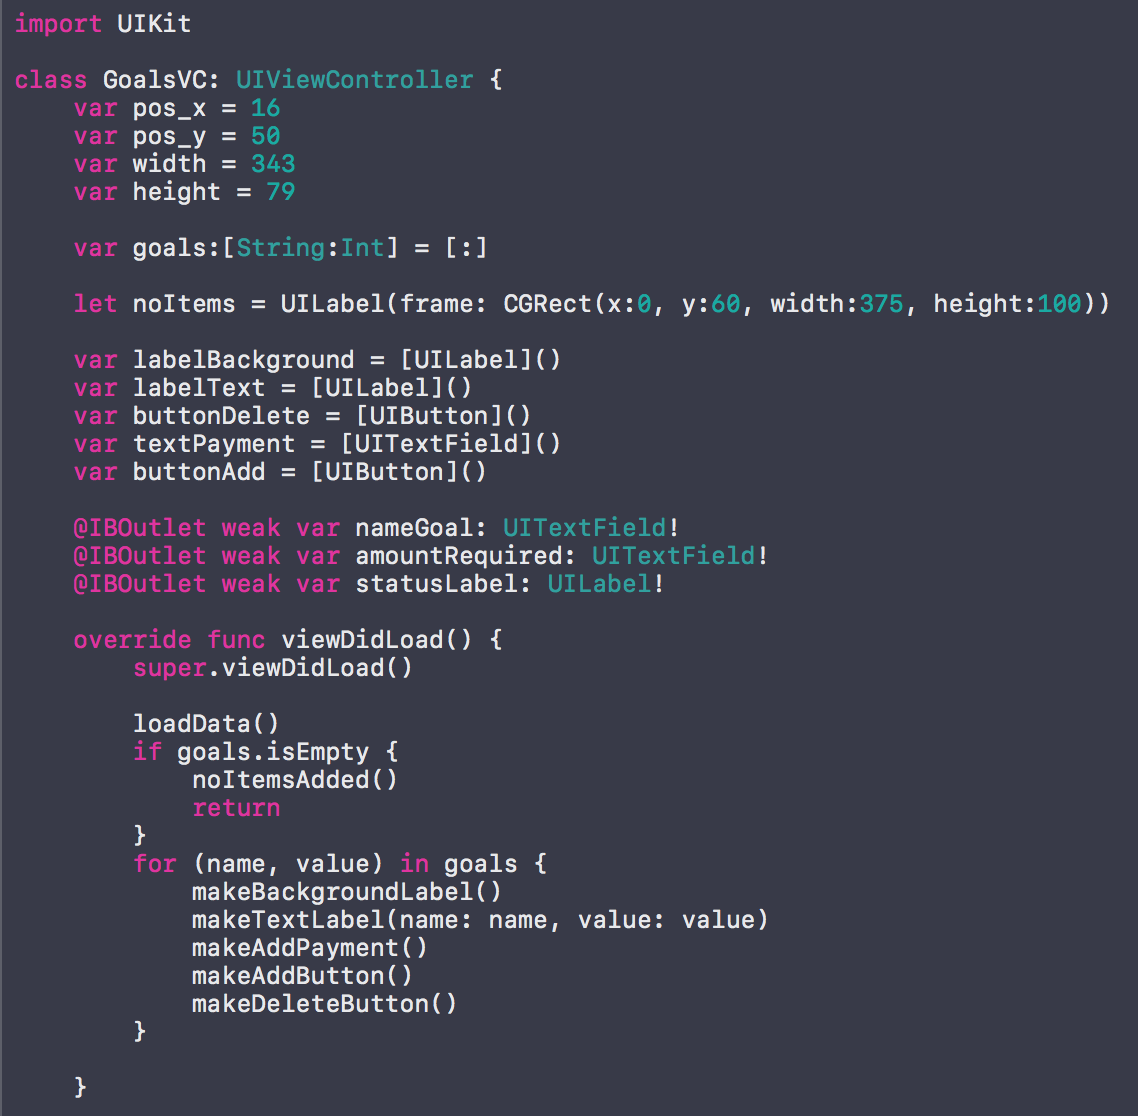 import UIKit
class GoalsVC: UIViewController {
var pos_x = 16
var pos_y = 50
var width = 343
var height = 79
var goals:[String:Int] = [:]
let noItems = UILabel(frame: CGRect(x:0, y:60, width:375, height:100))
var labelBackground = [UILabel]()
var labelText = [UILabel]()
var buttonDelete = [UIButton]()
var textPayment = [UITextField]()
var buttonAdd = [UIButton]()
@IBOutlet weak var nameGoal: UITextField!
@IBOutlet weak var amountRequired: UITextField!
@IBOutlet weak var statusLabel: UILabel!
override func viewDidLoad() {
super.viewDidLoad()
loadData()
if goals.isEmpty {
noItemsAdded()
return
}
for (name, value) in goals {
makeBackgroundLabel()
makeTextLabel(name: name, value: value)
makeAddPayment()
makeAddButton()
makeDeleteButton()
}
}